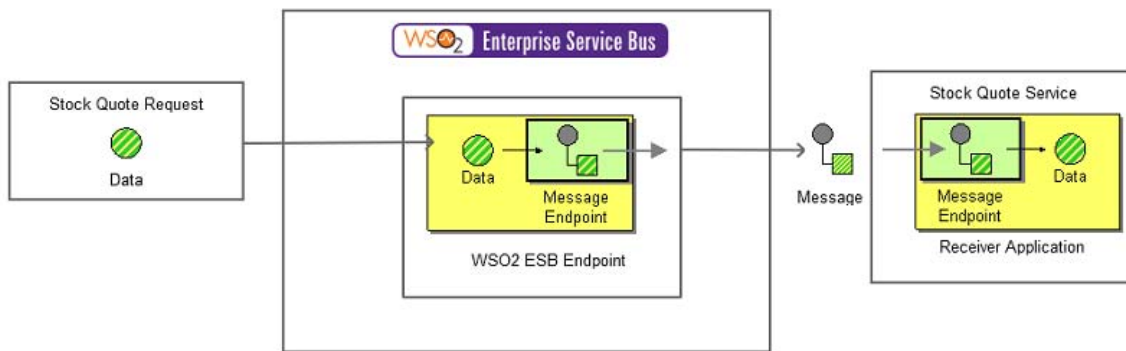 WSO2 Enterprise Service Bus
Stock Quote Request
Data
Data
Message
Endpoint
WSO2 ESB Endpoint
Message
Stock Quote Service
Message
Endpoint
Data
Receiver Application